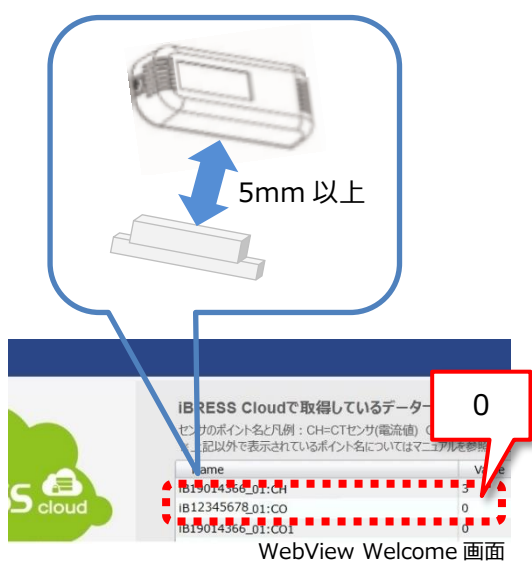 5mm 以上
0
iBRESS Cloudで取得しているデーター
センサのポイント名と凡例：CH=CTセンサ(電流値)
上記以外で表示されているポイント名についてはマニュアルを参照
Name
Value
iB19014366_01:CH
3
iB12345678_01:CO
0
iB19014366_01:CO1
0
S cloud
WebView Welcome 画面